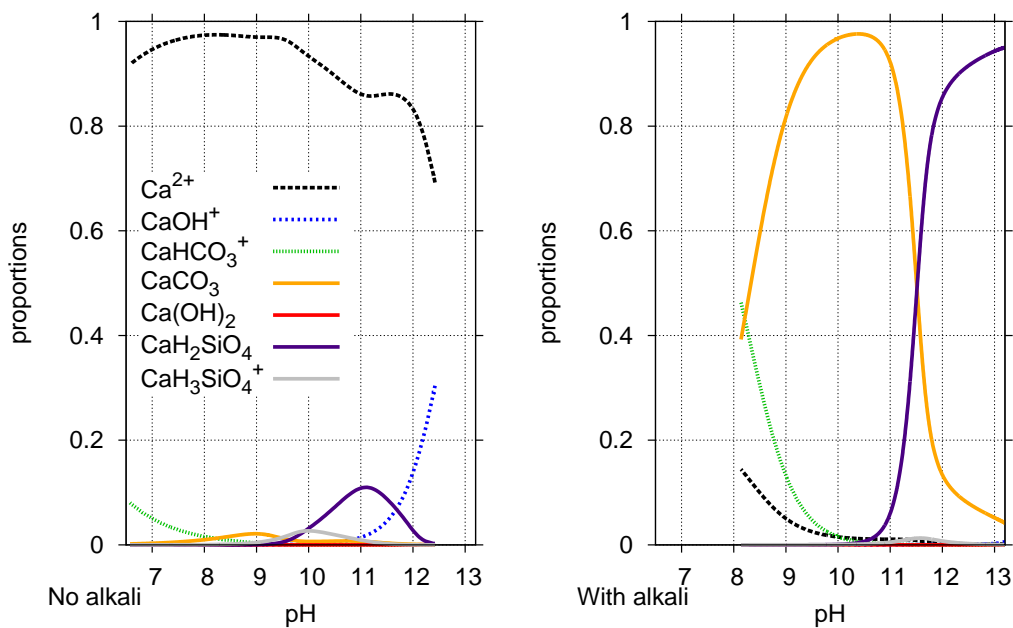 proportions
1
0.8
0.6
0.4
0.2
0
Ca²⁺
CaOH⁺
CaHCO₃⁺
CaCO₃
Ca(OH)₂
CaH₂SiO₄
CaH₃SiO₄⁺
7 8 9 10 11 12 13
No alkali
pH
proportions
1
0.8
0.6
0.4
0.2
0
7 8 9 10 11 12 13
With alkali
pH